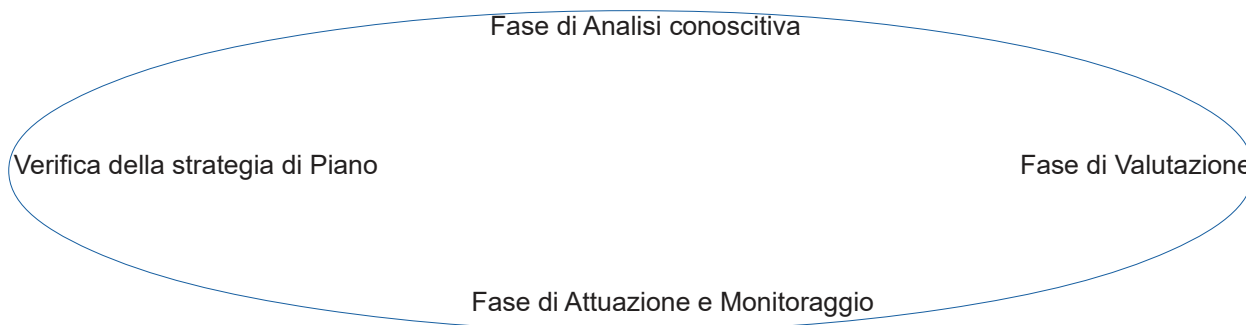 Fase di Analisi conoscitiva
Verifica della strategia di Piano
Fase di Valutazione
Fase di Attuazione e Monitoraggio